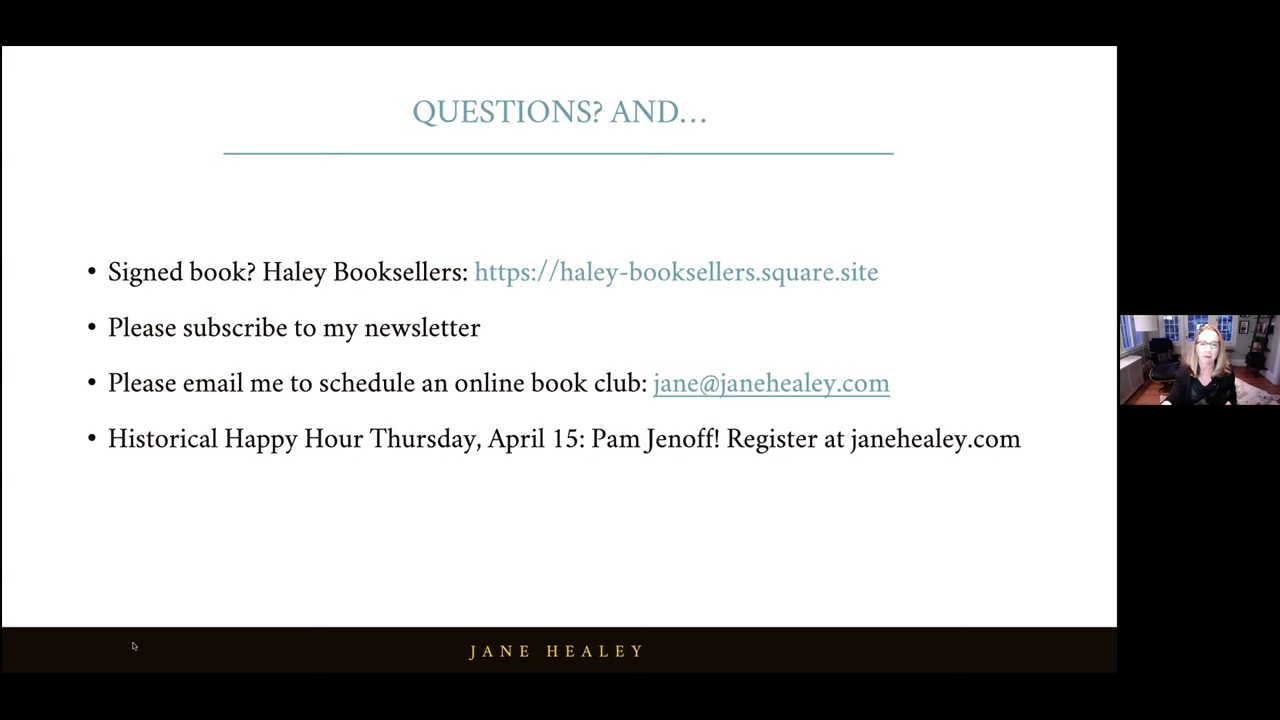 QUESTIONS? AND…
• Signed book? Haley Booksellers: https://haley-booksellers.square.site
• Please subscribe to my newsletter
• Please email me to schedule an online book club: jane@janehealey.com
• Historical Happy Hour Thursday, April 15: Pam Jenoff! Register at janehealey.com
JANE HEALEY